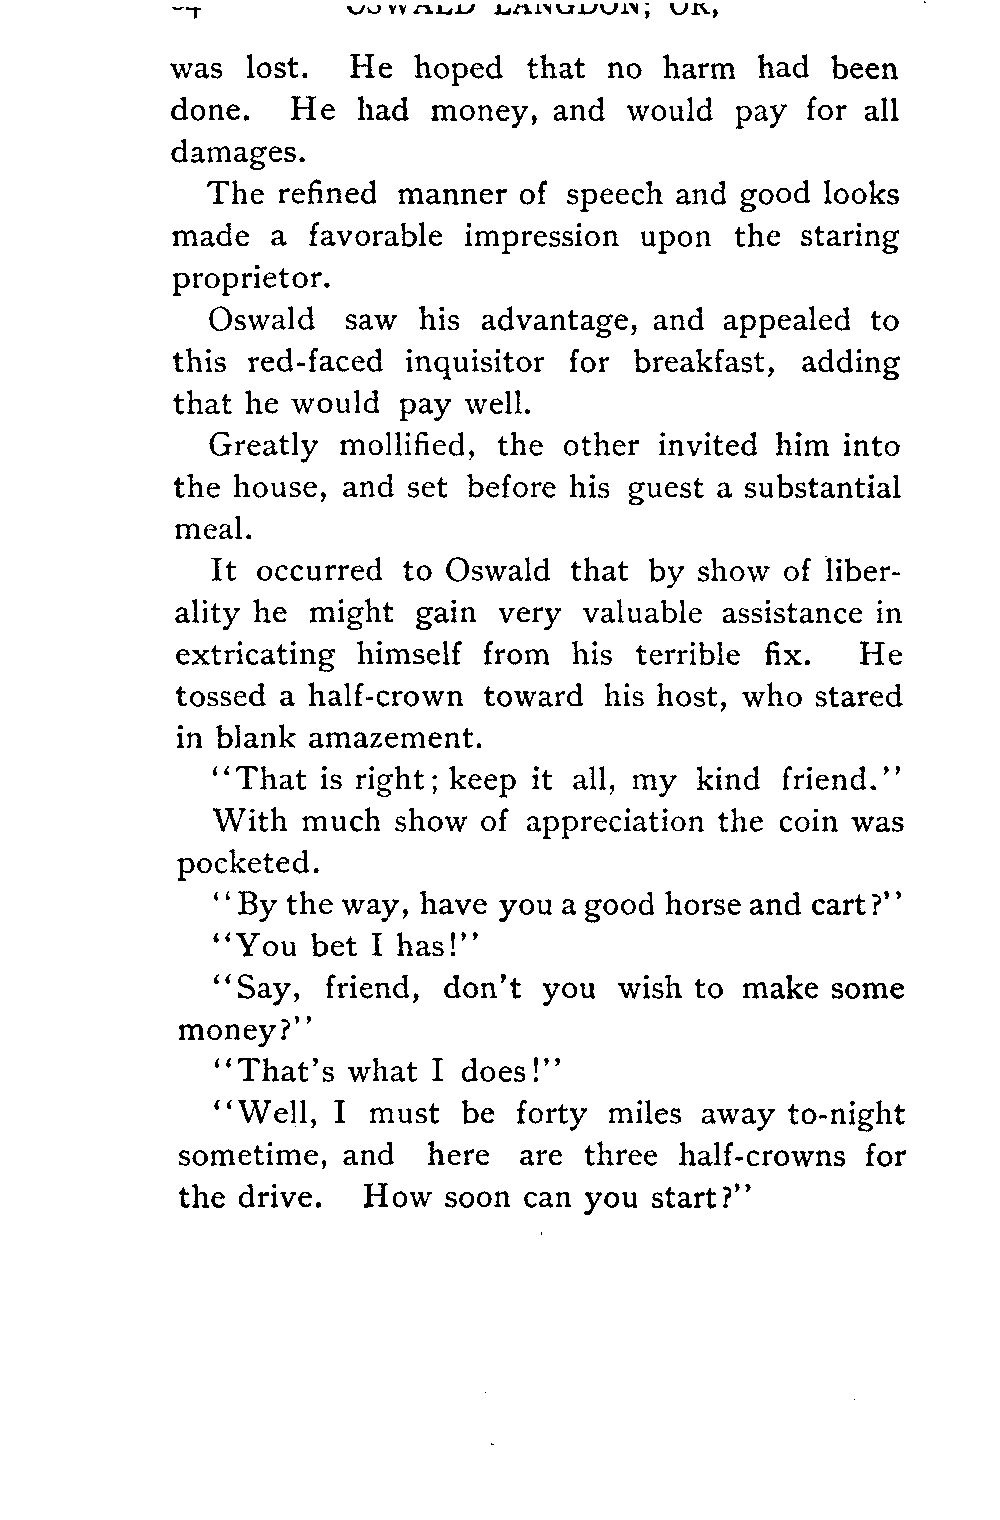 OSWALD LANGDON; OR,
was lost. He hoped that no harm had been
done. He had money, and would pay for all
damages.
The refined manner of speech and good looks
made a favorable impression upon the staring
proprietor.
Oswald saw his advantage, and appealed to
this red-faced inquisitor for breakfast, adding
that he would pay well.
Greatly mollified, the other invited him into
the house, and set before his guest a substantial
meal.
It occurred to Oswald that by show of liber-
ality he might gain very valuable assistance in
extricating himself from his terrible fix. He
tossed a half-crown toward his host, who stared
in blank amazement.
"That is right; keep it all, my kind friend."
With much show of appreciation the coin was
pocketed.
"By the way, have you a good horse and cart?"
"You bet I has!"
"Say, friend, don't you wish to make some
money?"
"That's what I does!"
"Well, I must be forty miles away to-night
sometime, and here are three half-crowns for
the drive. How soon can you start?"